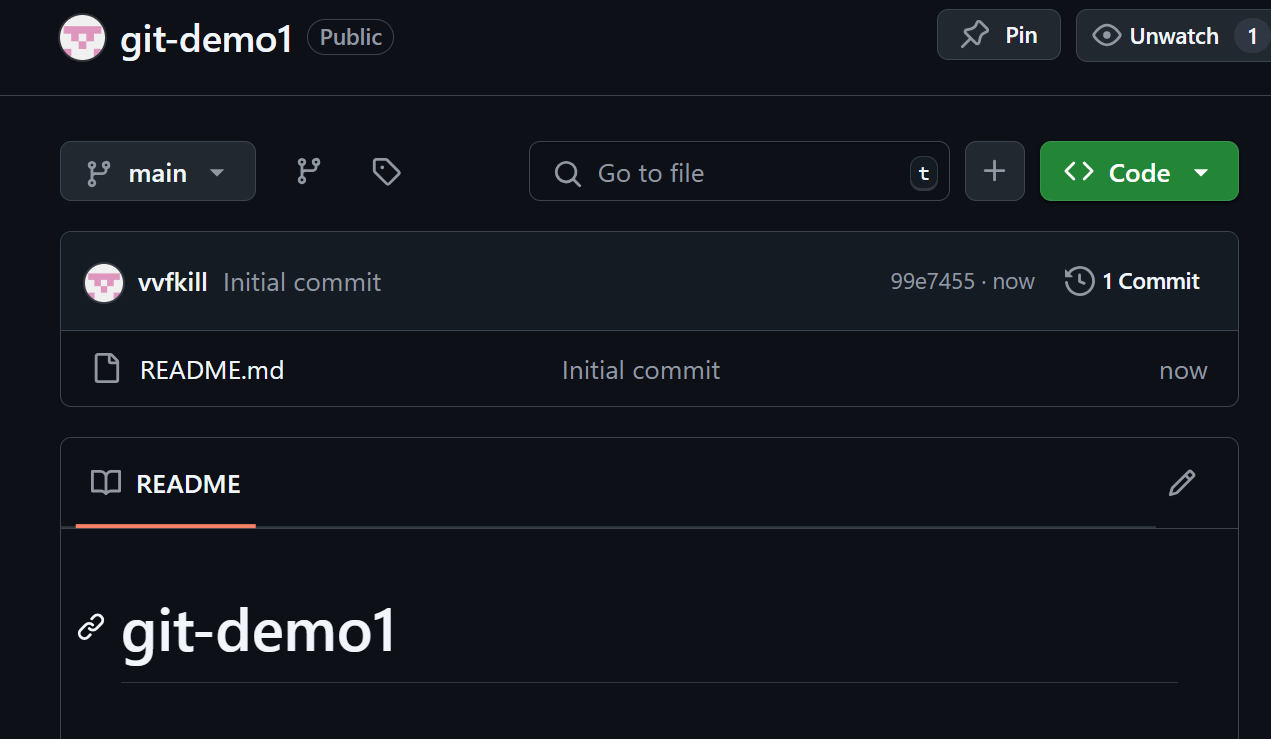 git-demo1 Public Pin Unwatch 1
main Go to file t Code
vvfkill Initial commit 99e7455 · now 1 Commit
README.md Initial commit now
README
git-demo1